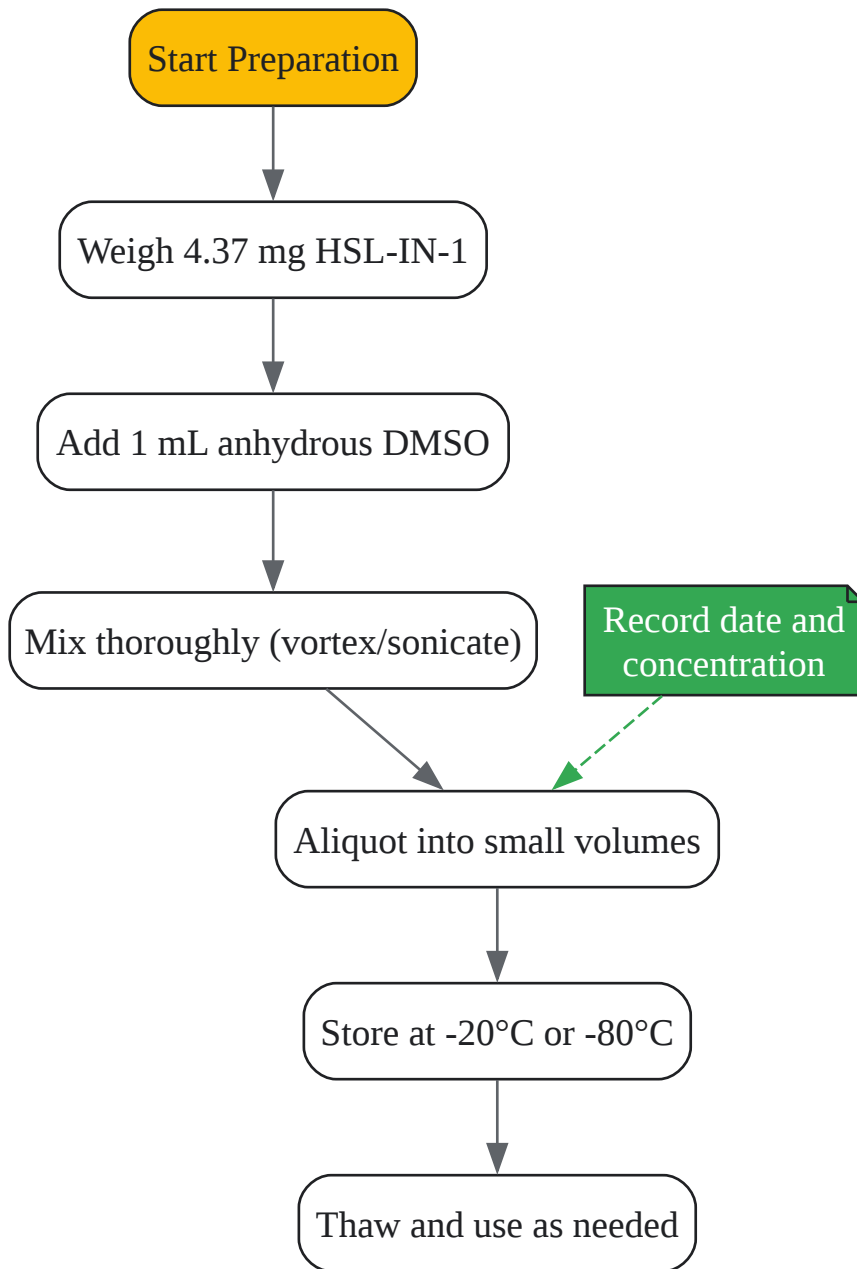 Start Preparation
Weigh 4.37 mg HSL-IN-1
Add 1 mL anhydrous DMSO
Mix thoroughly (vortex/sonicate)
Record date and
concentration
Aliquot into small volumes
Store at -20°C or -80°C
Thaw and use as needed